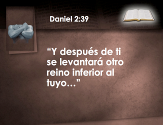 Daniel 2:39
“Y después de ti
se levantará otro
reino inferior al
tuyo…”